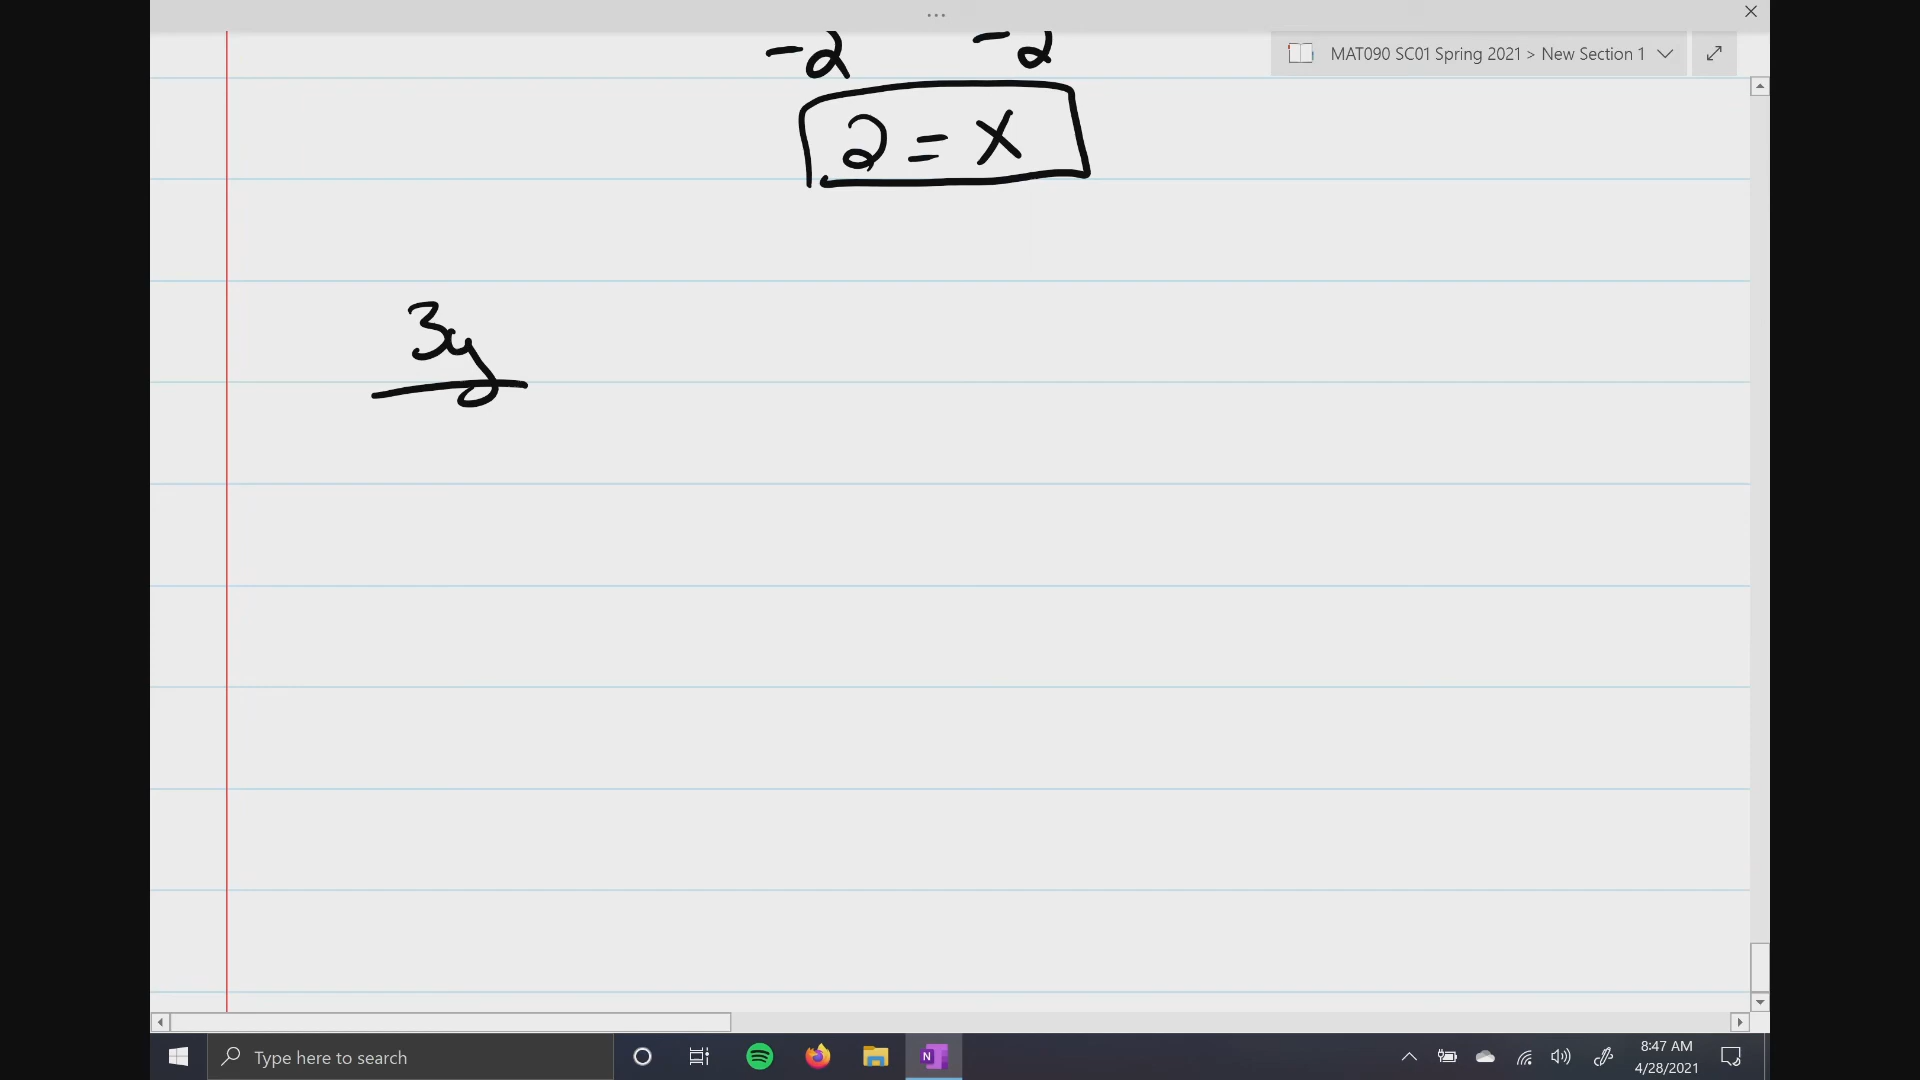 ...
-2 -2
MAT090 SC01 Spring 2021 > New Section 1
2 = x
3y
Type here to search
N
8:47 AM
4/28/2021